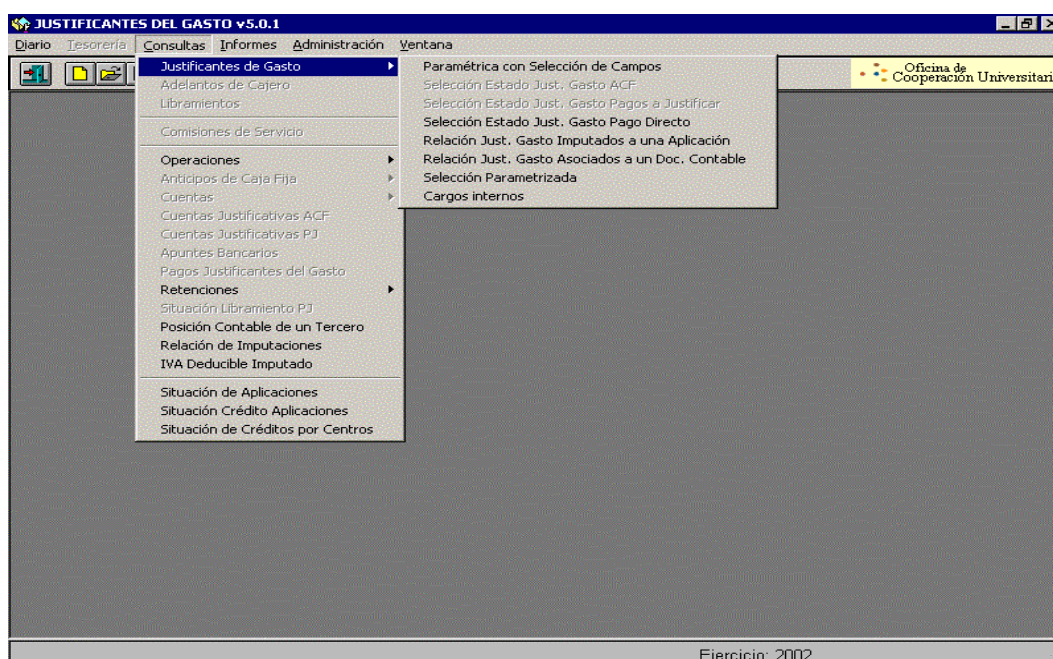 JUSTIFICANTES DEL GASTO v5.0.1
Diario Tesorería Consultas Informes Administración Ventana
Oficina de
Cooperación Universitari
Justificantes de Gasto
Adelantos de Cajero
Libramientos
Comisiones de Servicio
Operaciones
Anticipos de Caja Fija
Cuentas
Cuentas Justificativas ACF
Cuentas Justificativas PJ
Apuntes Bancarios
Pagos Justificantes del Gasto
Retenciones
Situación Libramiento PJ
Posición Contable de un Tercero
Relación de Imputaciones
IVA Deducible Imputado
Situación de Aplicaciones
Situación Crédito Aplicaciones
Situación de Créditos por Centros
Paramétrica con Selección de Campos
Selección Estado Just. Gasto ACF
Selección Estado Just. Gasto Pagos a Justificar
Selección Estado Just. Gasto Pago Directo
Relación Just. Gasto Imputados a una Aplicación
Relación Just. Gasto Asociados a un Doc. Contable
Selección Parametrizada
Cargos internos
Ejercicio: 2002